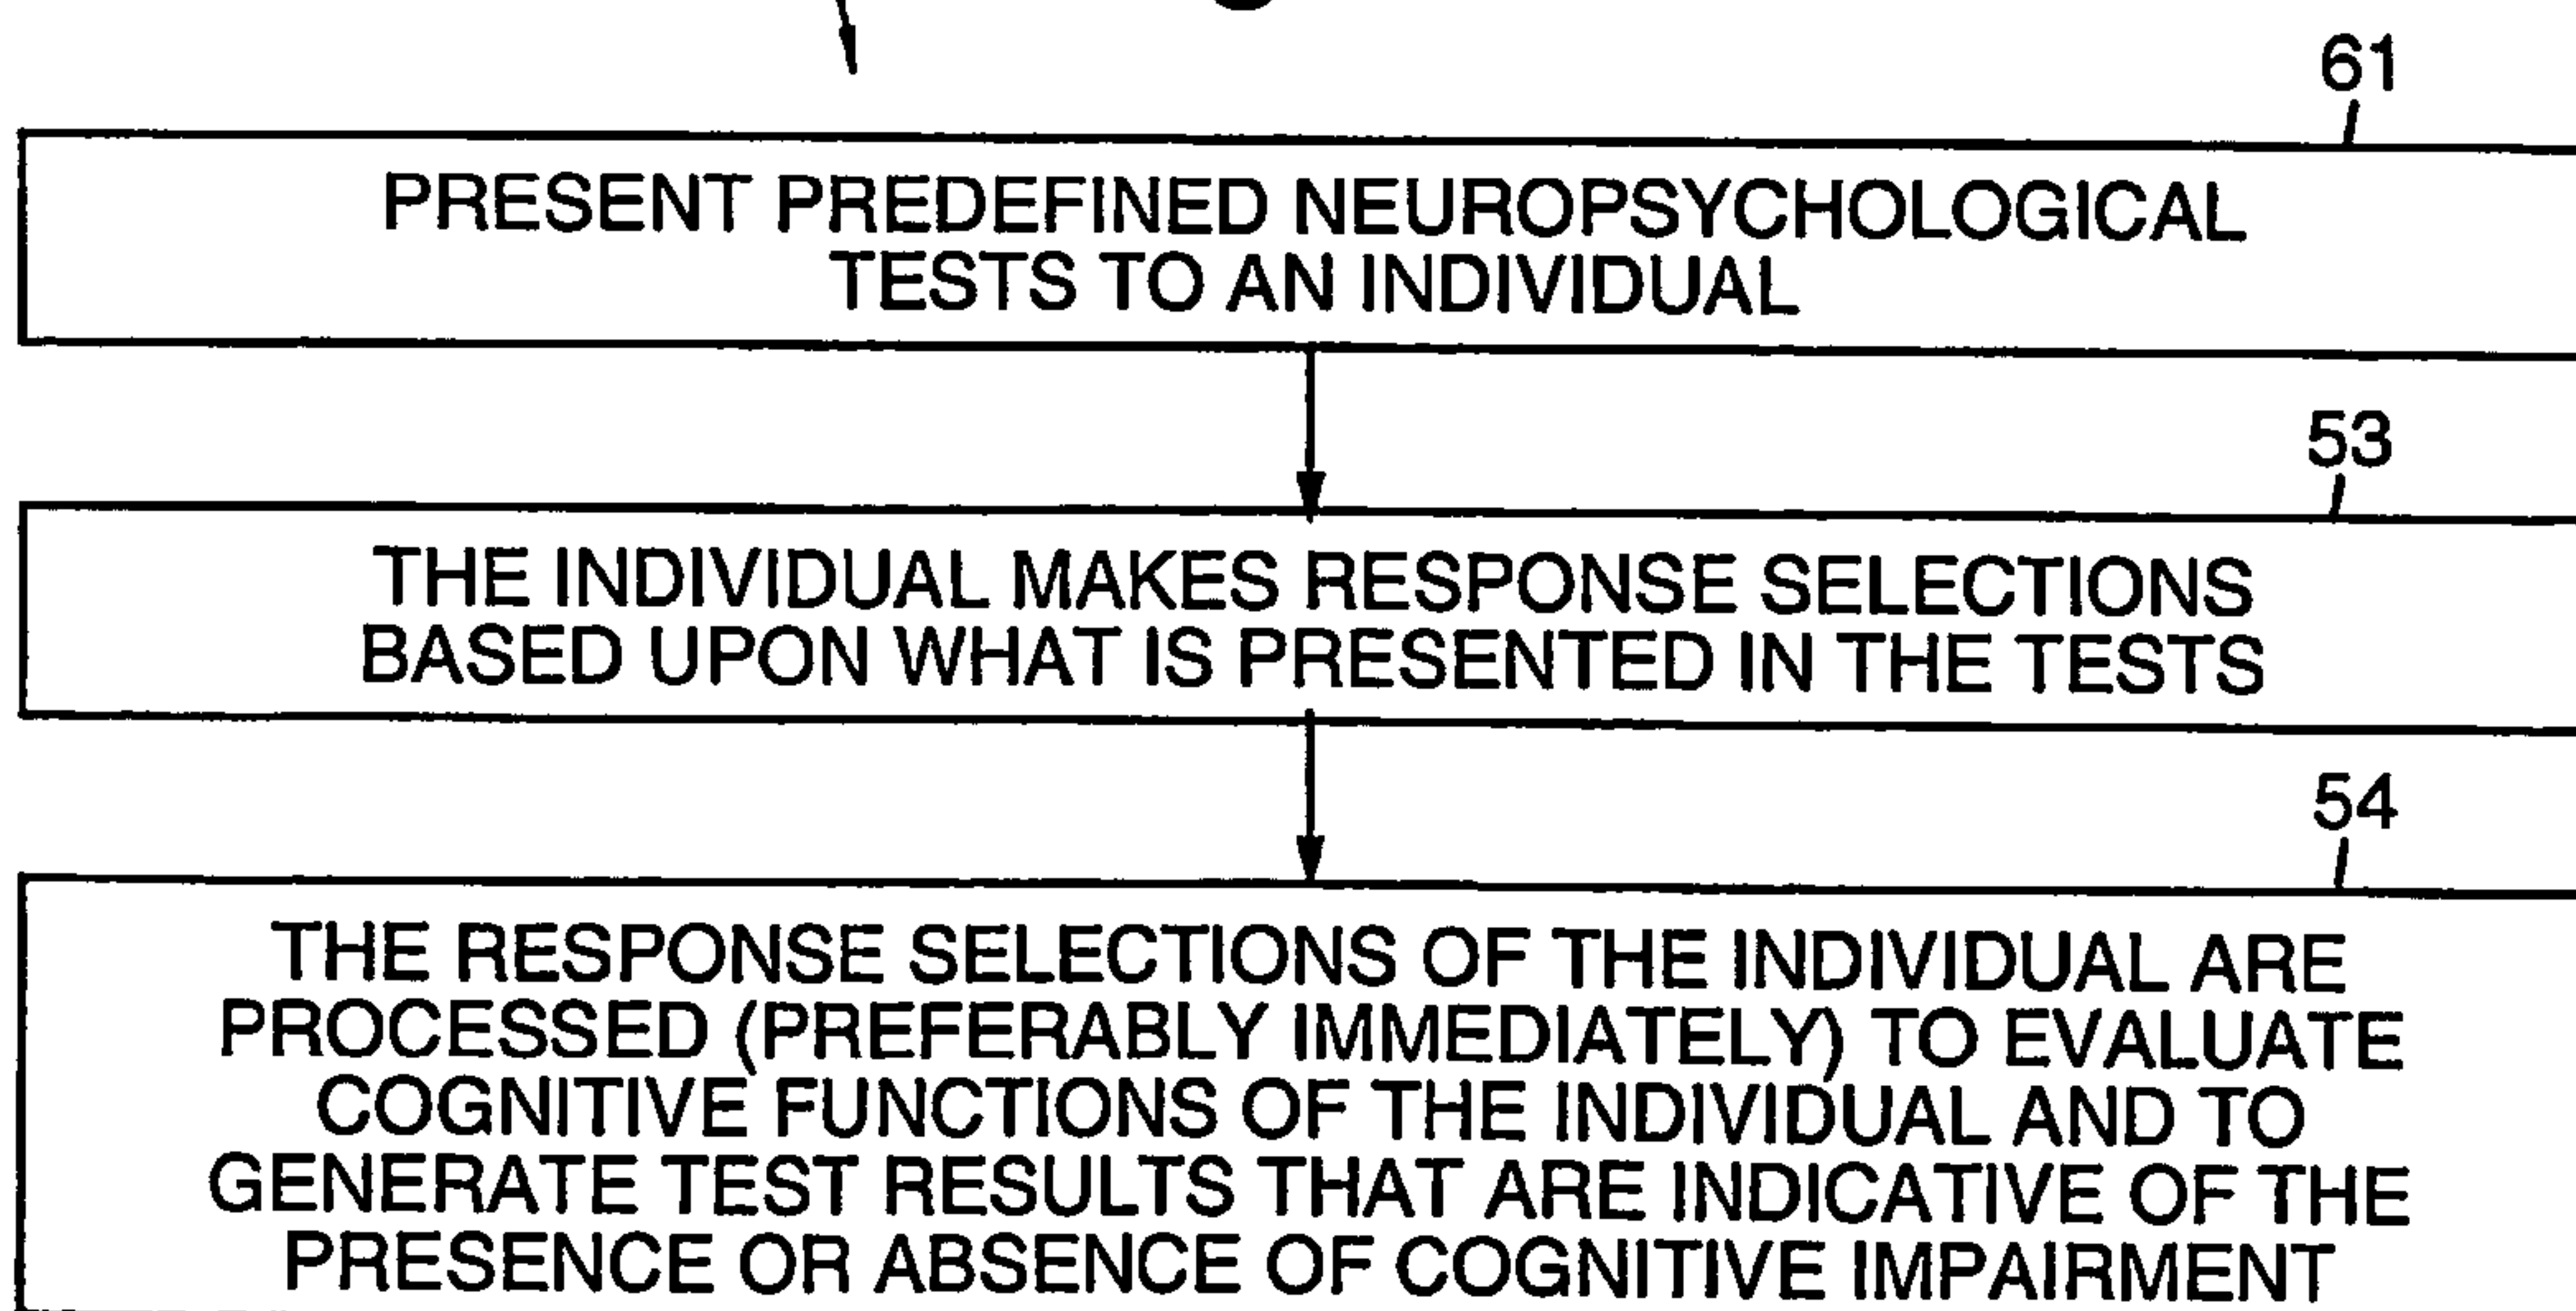 61
PRESENT PREDEFINED NEUROPSYCHOLOGICAL
TESTS TO AN INDIVIDUAL
53
THE INDIVIDUAL MAKES RESPONSE SELECTIONS
BASED UPON WHAT IS PRESENTED IN THE TESTS
54
THE RESPONSE SELECTIONS OF THE INDIVIDUAL ARE
PROCESSED (PREFERABLY IMMEDIATELY) TO EVALUATE
COGNITIVE FUNCTIONS OF THE INDIVIDUAL AND TO
GENERATE TEST RESULTS THAT ARE INDICATIVE OF THE
PRESENCE OR ABSENCE OF COGNITIVE IMPAIRMENT